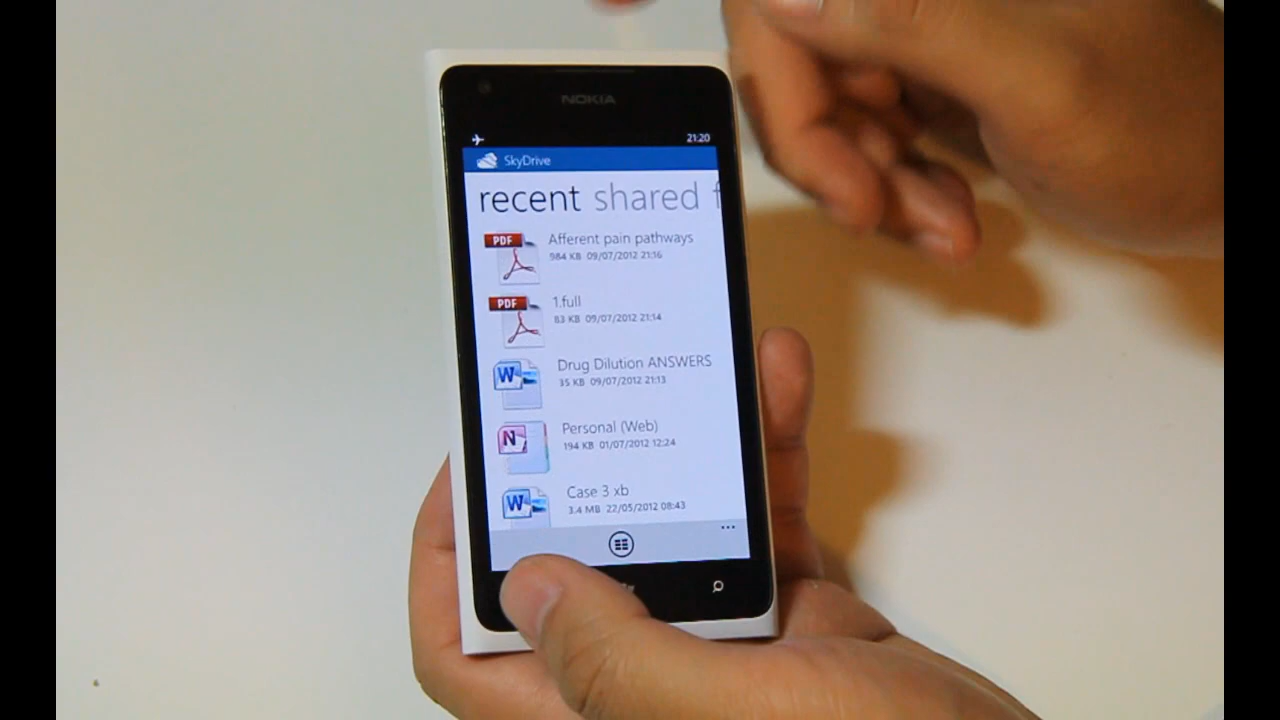 NOKIA
21:20
SkyDrive
recent shared f
PDF
Afferent pain pathways
984 KB 09/07/2012 21:16
PDF
1.full
83 KB 09/07/2012 21:14
W
Drug Dilution ANSWERS
35 KB 09/07/2012 21:13
N
Personal (Web)
194 KB 01/07/2012 12:24
W
Case 3 xb
3.4 MB 22/05/2012 08:43